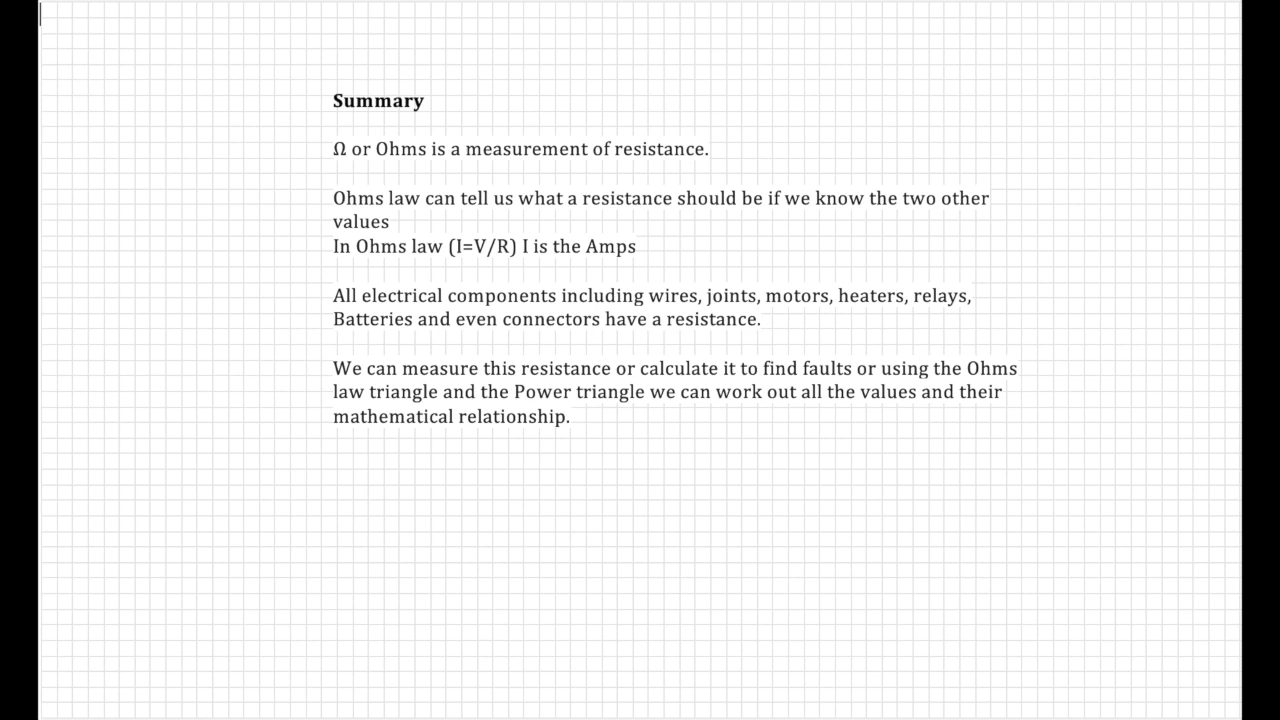 Summary
Ω or Ohms is a measurement of resistance.
Ohms law can tell us what a resistance should be if we know the two other
values
In Ohms law (I=V/R) I is the Amps
All electrical components including wires, joints, motors, heaters, relays,
Batteries and even connectors have a resistance.
We can measure this resistance or calculate it to find faults or using the Ohms
law triangle and the Power triangle we can work out all the values and their
mathematical relationship.